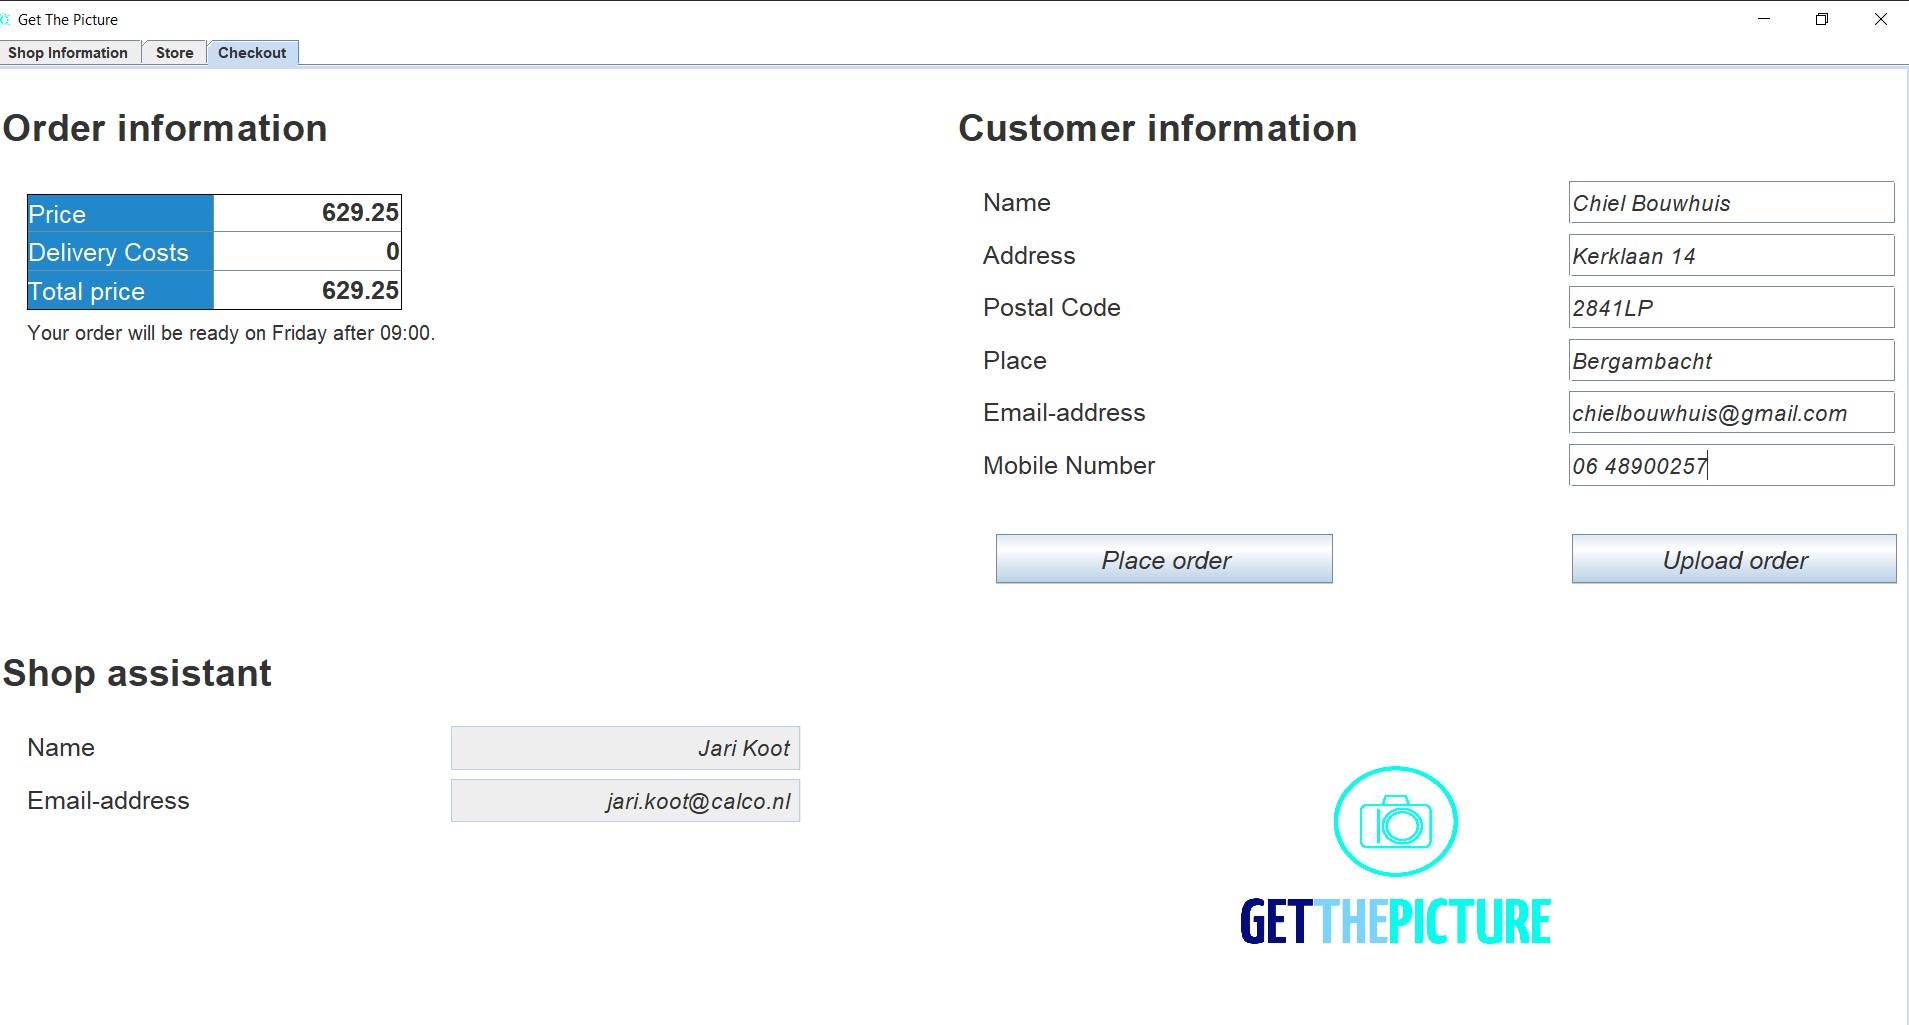 Get The Picture
Shop Information Store Checkout
Order information
Price 629.25
Delivery Costs 0
Total price 629.25
Your order will be ready on Friday after 09:00.
Customer information
Name Chiel Bouwhuis
Address Kerklaan 14
Postal Code 2841LP
Place Bergambacht
Email-address chielbouwhuis@gmail.com
Mobile Number 06 48900257
Place order Upload order
Shop assistant
Name Jari Koot
Email-address jari.koot@calco.nl
GETTHEPICTURE